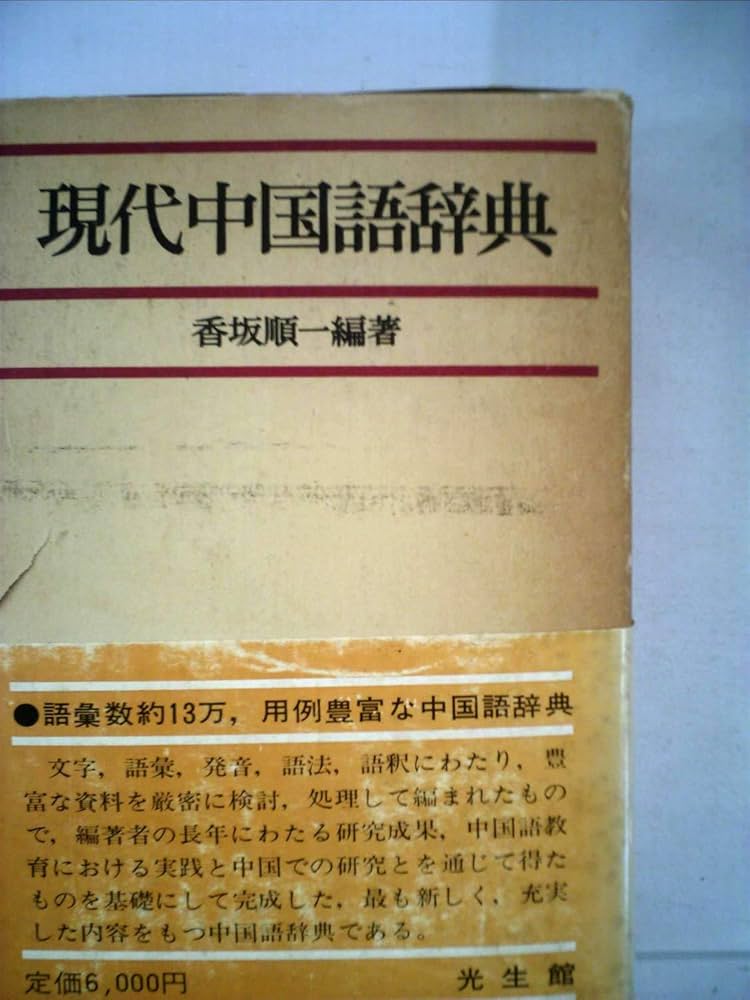 現代中国語辞典
香坂順一編著
●語彙数約13万，用例豊富な中国語辞典
文字，語彙，発音，語法，語釈にわたり，豊
富な資料を厳密に検討，処理して編まれたもの
で，編著者の長年にわたる研究成果，中国語教
育における実践と中国での研究とを通じて得た
ものを基礎にして完成した，最も新しく，充実
した内容をもつ中国語辞典である。
定価6,000円
光生館